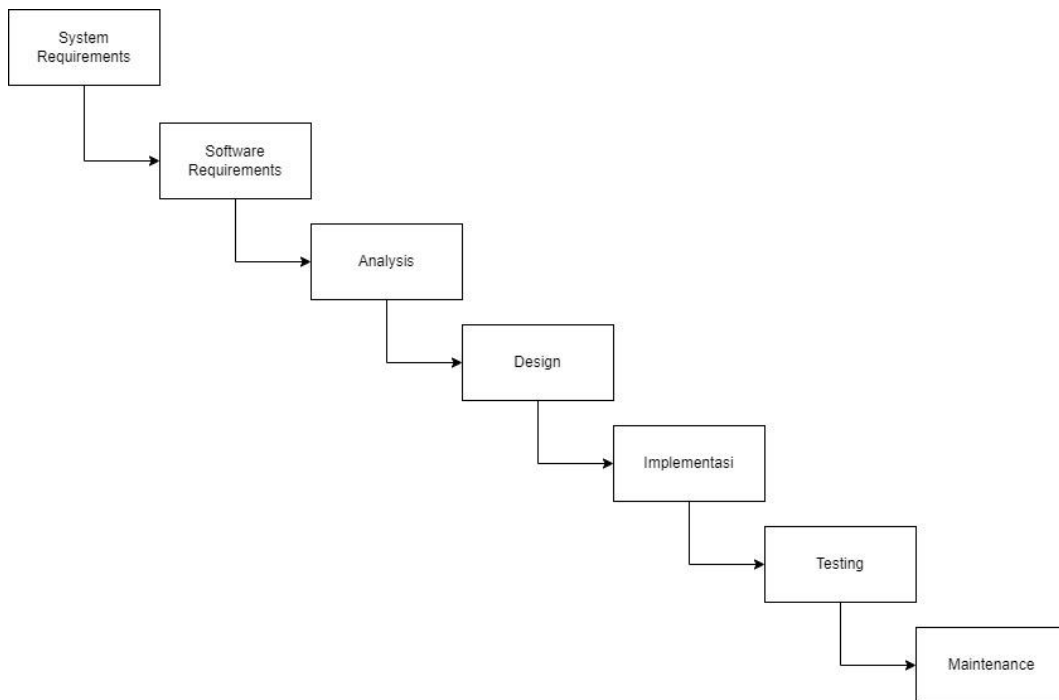 System
Requirements
Software
Requirements
Analysis
Design
Implementasi
Testing
Maintenance